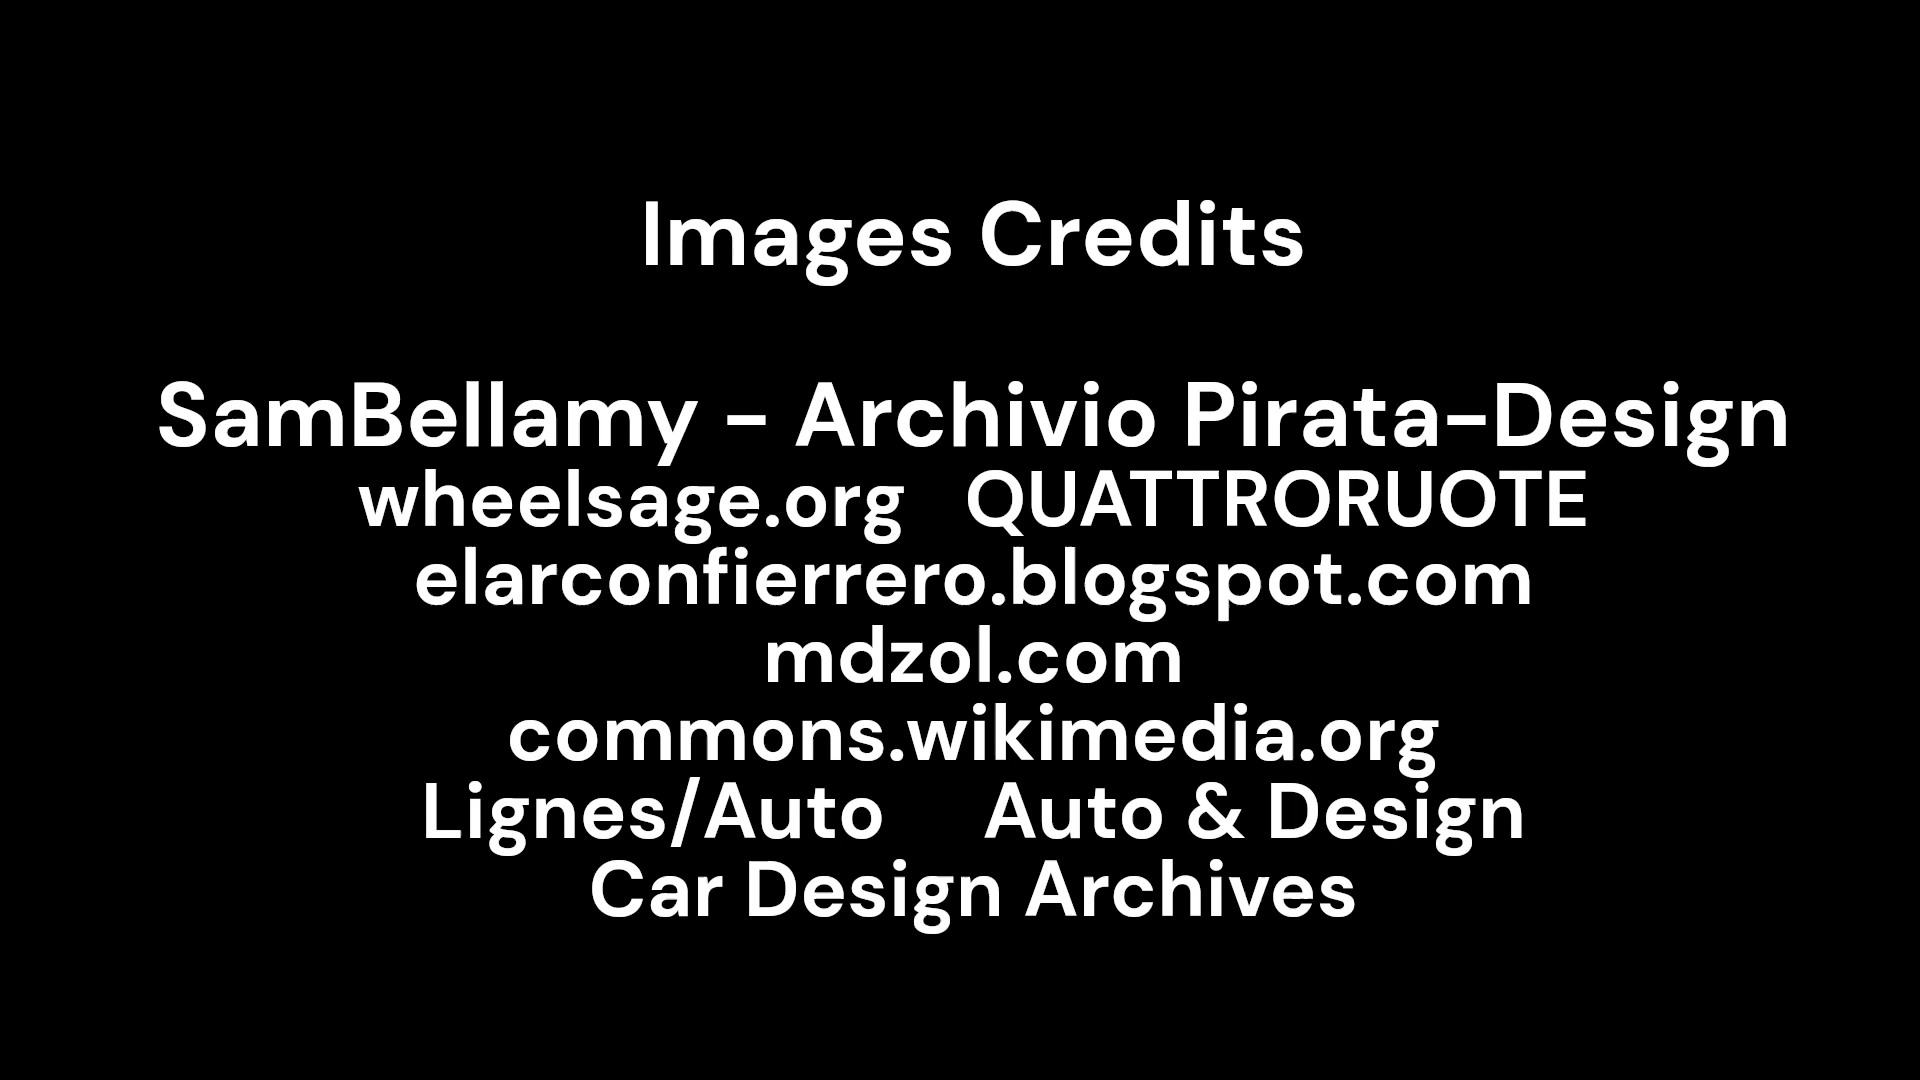 Images Credits
SamBellamy - Archivio Pirata-Design
wheelsage.org QUATTRORUOTE
elarconfierrero.blogspot.com
mdzol.com
commons.wikimedia.org
Lignes/Auto Auto & Design
Car Design Archives